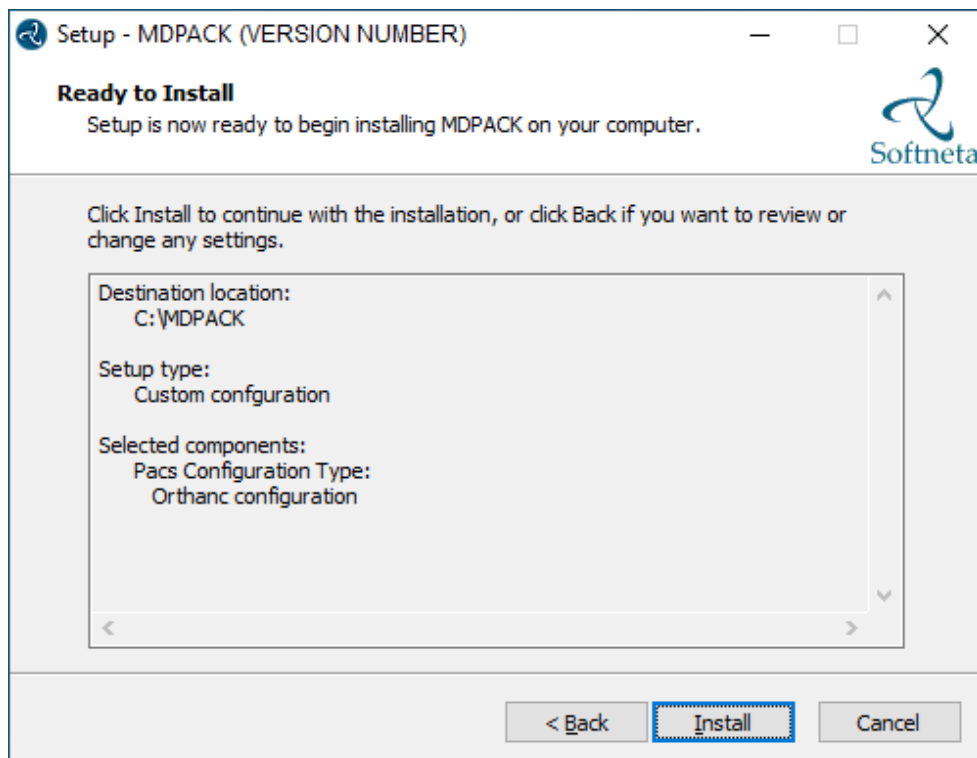 Setup - MDPACK (VERSION NUMBER)
Ready to Install
Setup is now ready to begin installing MDPACK on your computer.
Softneta
Click Install to continue with the installation, or click Back if you want to review or
change any settings.
Destination location:
C:\MDPACK
Setup type:
Custom confguration
Selected components:
Pacs Configuration Type:
Orthanc configuration
< Back
Install
Cancel